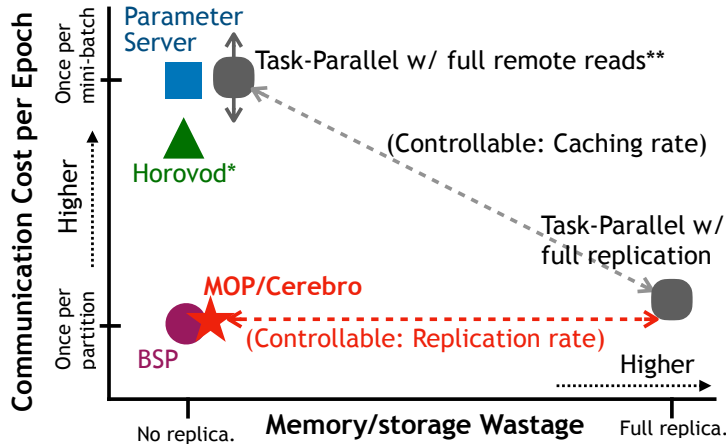 Communication Cost per Epoch
Higher
Once per
mini-batch
Once per
partition
Parameter
Server
Task-Parallel w/ full remote reads**
Horovod*
(Controllable: Caching rate)
Task-Parallel w/
full replication
MOP/Cerebro
(Controllable: Replication rate)
BSP
Higher
No replica.
Memory/storage Wastage
Full replica.